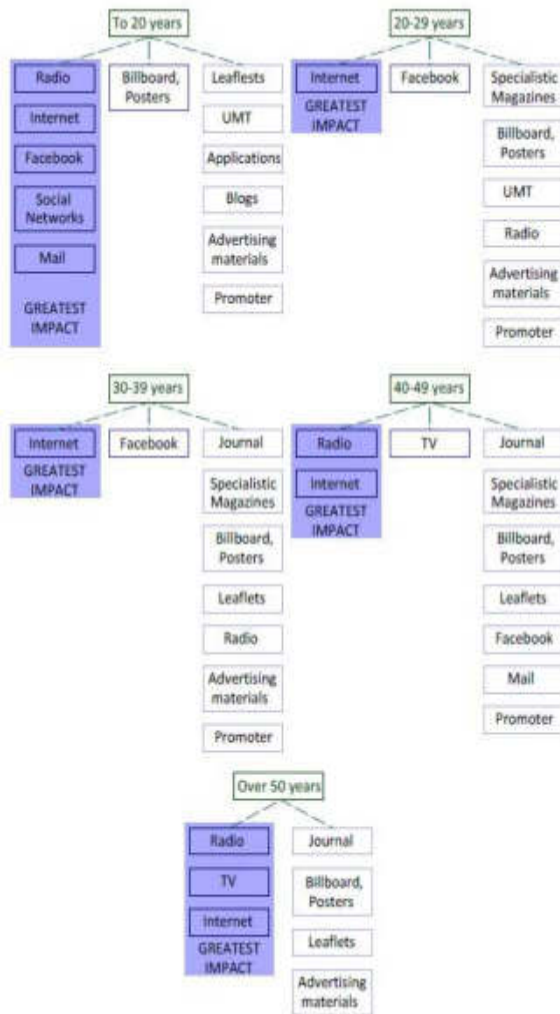 To 20 years
Radio
Internet
Facebook
Social
Networks
Mail
GREATEST
IMPACT
Billboard,
Posters
Leaflests
UMT
Applications
Blogs
Advertising
materials
Promoter
20-29 years
Internet
GREATEST
IMPACT
Facebook
Specialistic
Magazines
Billboard,
Posters
UMT
Radio
Advertising
materials
Promoter
30-39 years
Internet
GREATEST
IMPACT
Facebook
Journal
Specialistic
Magazines
Billboard,
Posters
Leaflets
Radio
Advertising
materials
Promoter
40-49 years
Radio
Internet
GREATEST
IMPACT
TV
Journal
Specialistic
Magazines
Billboard,
Posters
Leaflets
Facebook
Mail
Promoter
Over 50 years
Radio
TV
Internet
GREATEST
IMPACT
Journal
Billboard,
Posters
Leaflets
Advertising
materials